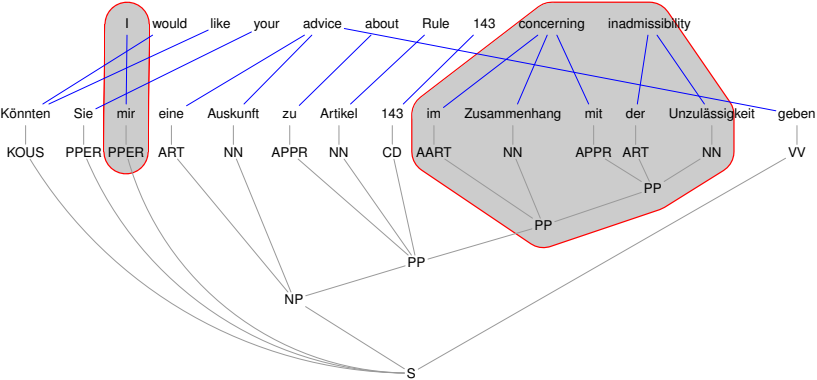 I would like your advice about Rule 143 concerning inadmissibility
Könnten Sie mir eine Auskunft zu Artikel 143 im Zusammenhang mit der Unzulässigkeit geben
KOUS PPER PPER ART NN APPR NN CD AART NN APPR ART NN VV
PP
PP
PP
NP
S